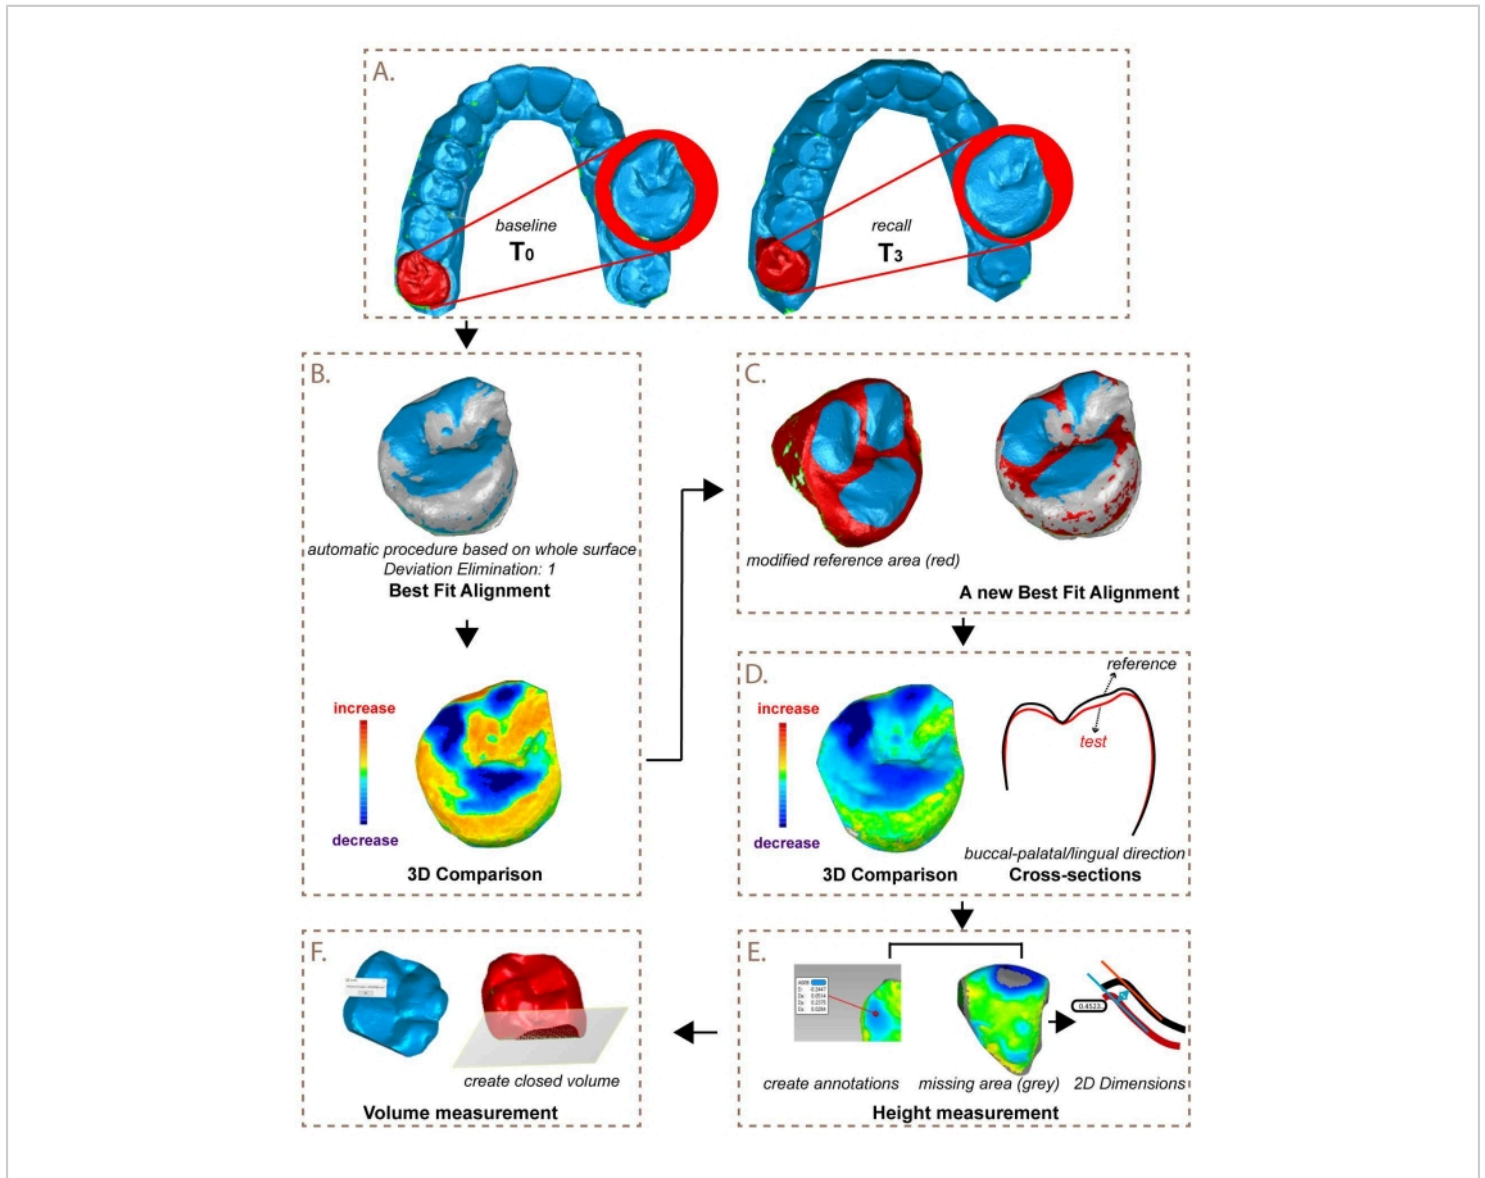 A.
baseline
T0
recall
T3
B.
automatic procedure based on whole surface
Deviation Elimination: 1
Best Fit Alignment
increase
decrease
3D Comparison
C.
modified reference area (red)
A new Best Fit Alignment
D.
increase
decrease
3D Comparison
reference
test
buccal-palatal/lingual direction
Cross-sections
E.
0.4523
create annotations
missing area (grey)
2D Dimensions
Height measurement
F.
create closed volume
Volume measurement